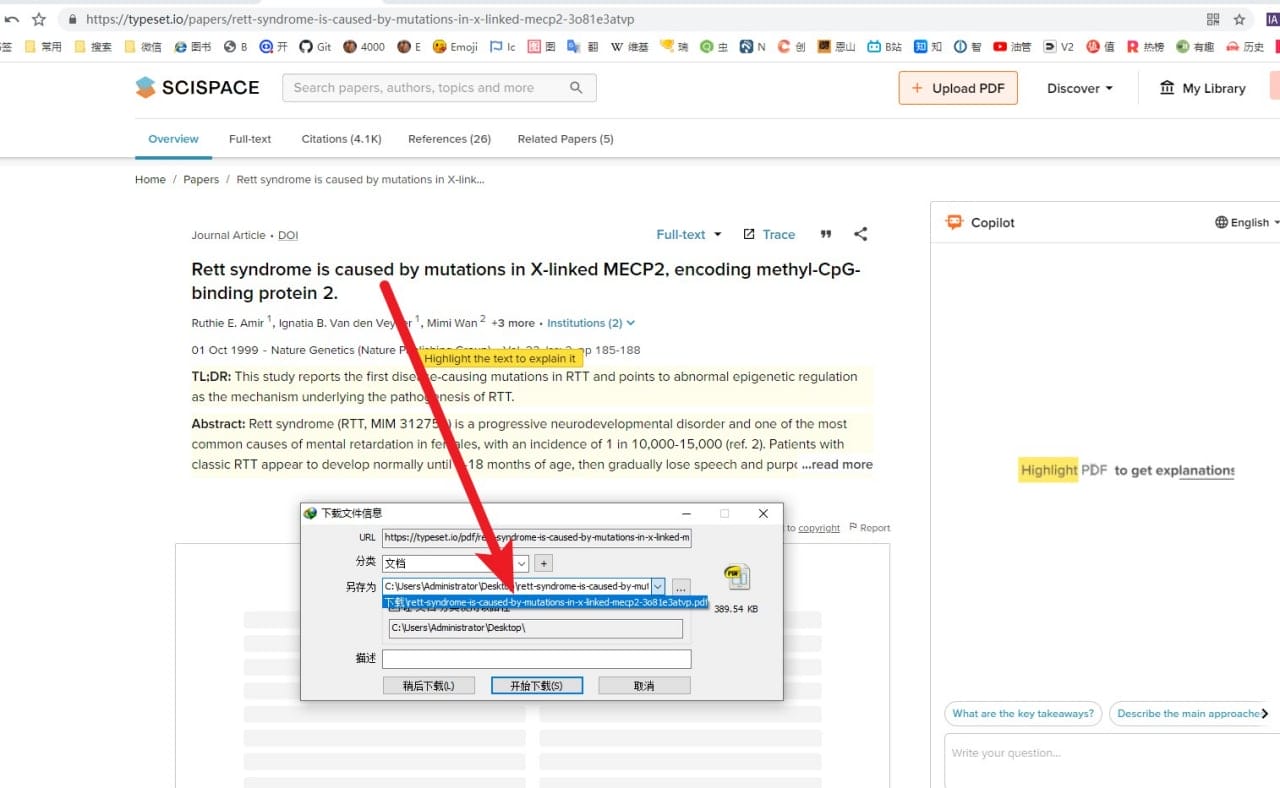 https://typeset.io/papers/rett-syndrome-is-caused-by-mutations-in-x-linked-mecp2-3o81e3atvp
签 常用 搜索 微信 图书 B 开 Git 4000 E Emoji Ic 图 翻 维基 瑞 主 N 创 恩山 B站 知 智 油管 V2 值 热榜 有趣 历史
SCISPACE
Search papers, authors, topics and more
+ Upload PDF
Discover
My Library
Overview
Full-text
Citations (4.1K)
References (26)
Related Papers (5)
Home / Papers / Rett syndrome is caused by mutations in X-link...
Journal Article • DOI
Full-text
Trace
Rett syndrome is caused by mutations in X-linked MECP2, encoding methyl-CpG-
binding protein 2.
Ruthie E. Amir 1, Ignatia B. Van den Vey 1, Mimi Wan 2 +3 more • Institutions (2)
01 Oct 1999 - Nature Genetics (Nature pp 185-188
Highlight the text to explain it
TL;DR: This study reports the first disease-causing mutations in RTT and points to abnormal epigenetic regulation
as the mechanism underlying the pathogenesis of RTT.
Abstract: Rett syndrome (RTT, MIM 31275 ) is a progressive neurodevelopmental disorder and one of the most
common causes of mental retardation in females, with an incidence of 1 in 10,000-15,000 (ref. 2). Patients with
classic RTT appear to develop normally until -18 months of age, then gradually lose speech and purpo ...read more
to copyright
Report
下载文件信息
URL https://typeset.io/pdf/rett-syndrome-is-caused-by-mutations-in-x-linked-m
分类 文档 +
另存为 C:\Users\Administrator\Desktop\rett-syndrome-is-caused-by-mut ...
下载\rett-syndrome-is-caused-by-mutations-in-x-linked-mecp2-3o81e3atvp.pdf
389.54 KB
C:\Users\Administrator\Desktop\
描述
稍后下载(L)
开始下载(S)
取消
Copilot
English
Highlight PDF to get explanations
What are the key takeaways?
Describe the main approache
Write your question...